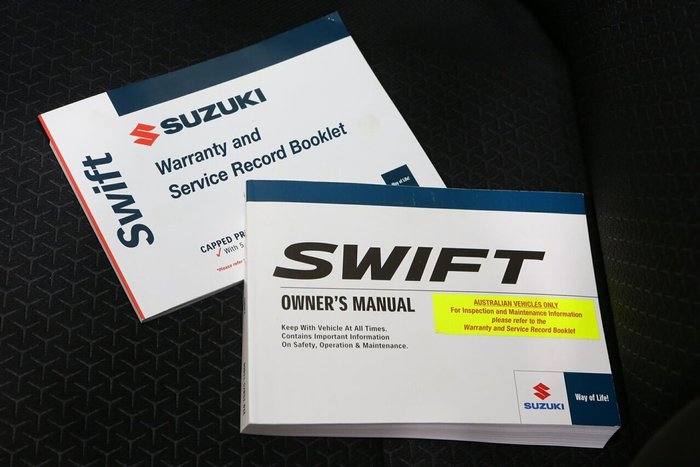 SUZUKI
Warranty and
Service Record Booklet
Swift
Way of Life!
CAPPED PR
With 5
*Please refer
SWIFT
OWNER'S MANUAL
Keep With Vehicle At All Times.
Contains Important Information
On Safety, Operation & Maintenance.
AUSTRALIAN VEHICLES ONLY
For Inspection and Maintenance Information
please refer to the
Warranty and Service Record Booklet
SUZUKI
Way of Life!